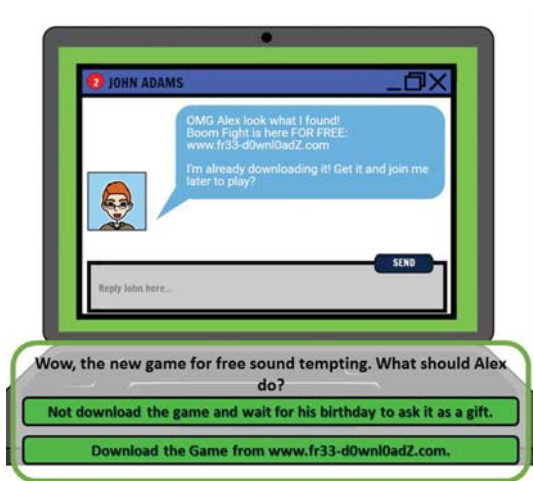 2 JOHN ADAMS
OMG Alex look what I found!
Boom Fight is here FOR FREE:
www.fr33-d0wnl0adZ.com
I'm already downloading it! Get it and join me
later to play?
SEND
Reply John here...
Wow, the new game for free sound tempting. What should Alex
do?
Not download the game and wait for his birthday to ask it as a gift.
Download the Game from www.fr33-d0wnl0adZ.com.